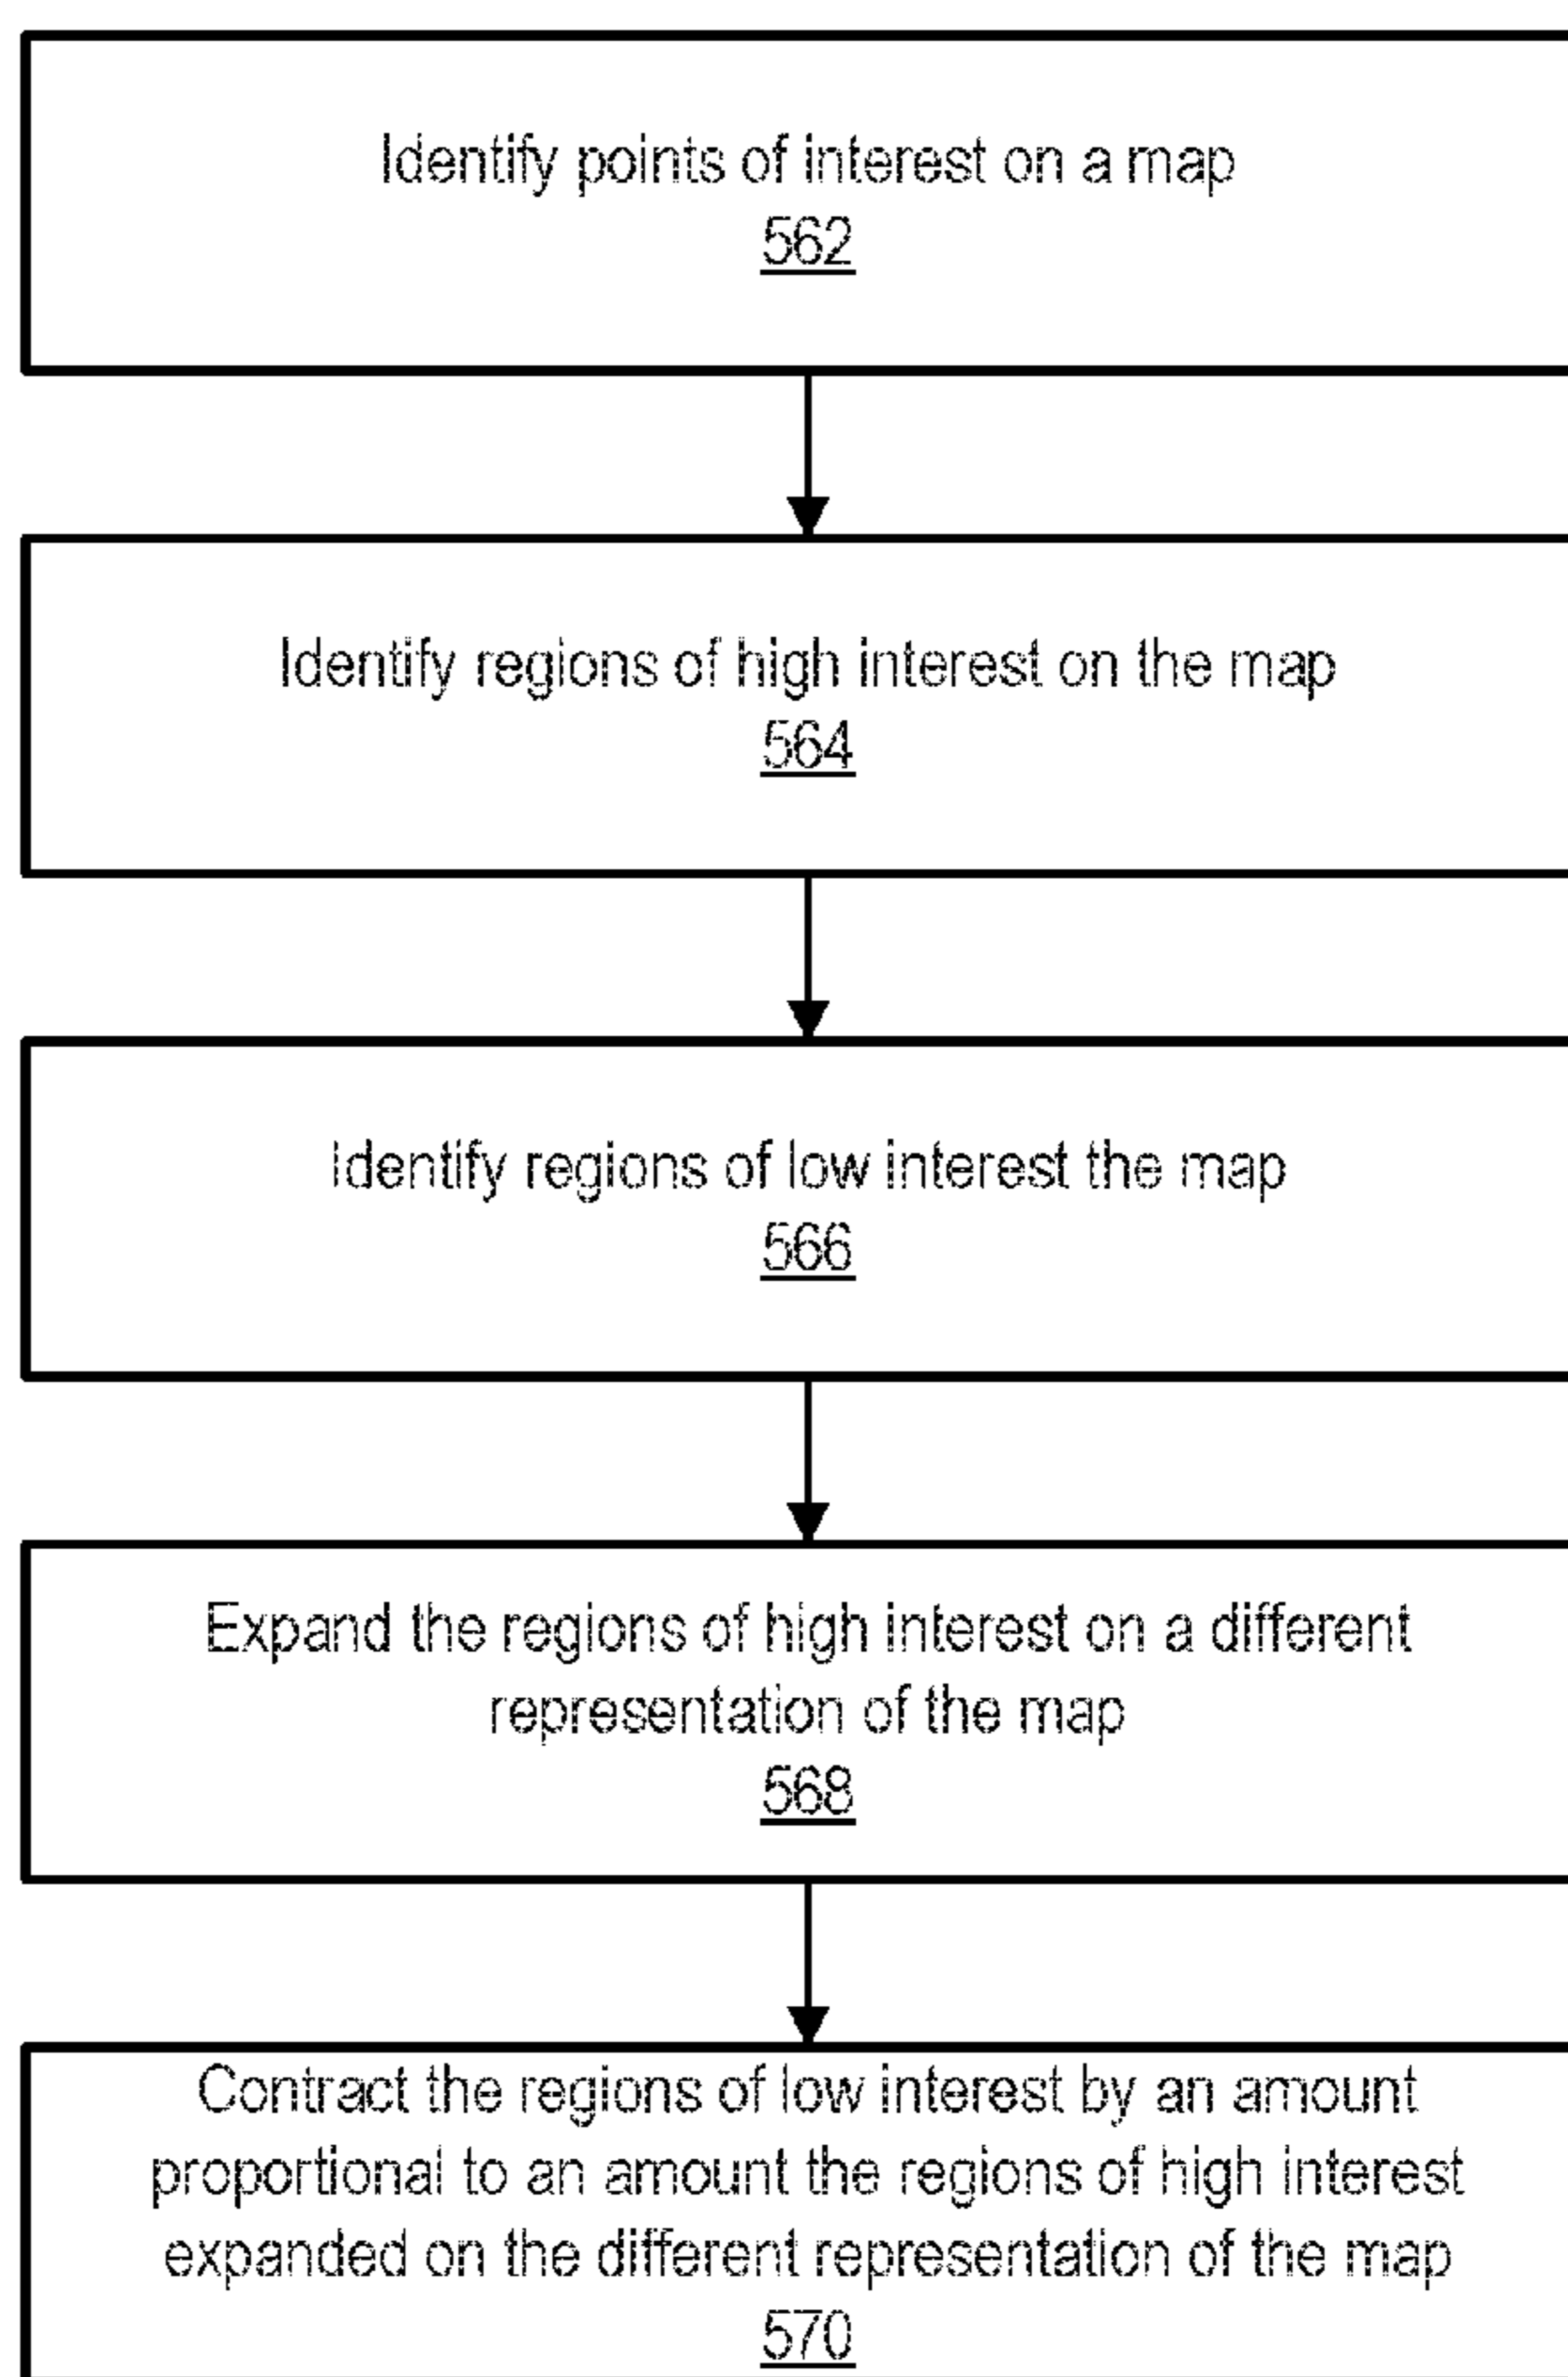 Identify points of interest on a map
562
Identify regions of high interest on the map
564
Identify regions of low interest the map
566
Expand the regions of high interest on a different
representation of the map
568
Contract the regions of low interest by an amount
proportional to an amount the regions of high interest
expanded on the different representation of the map
570